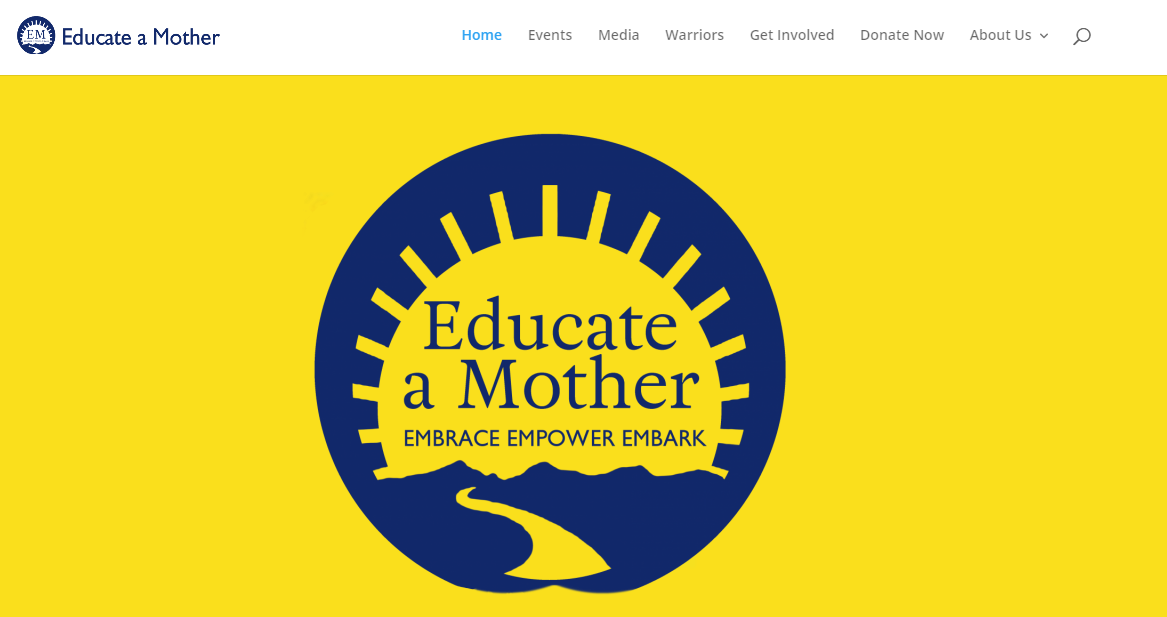 EM Educate a Mother
Home Events Media Warriors Get Involved Donate Now About Us
Educate
a Mother
EMBRACE EMPOWER EMBARK